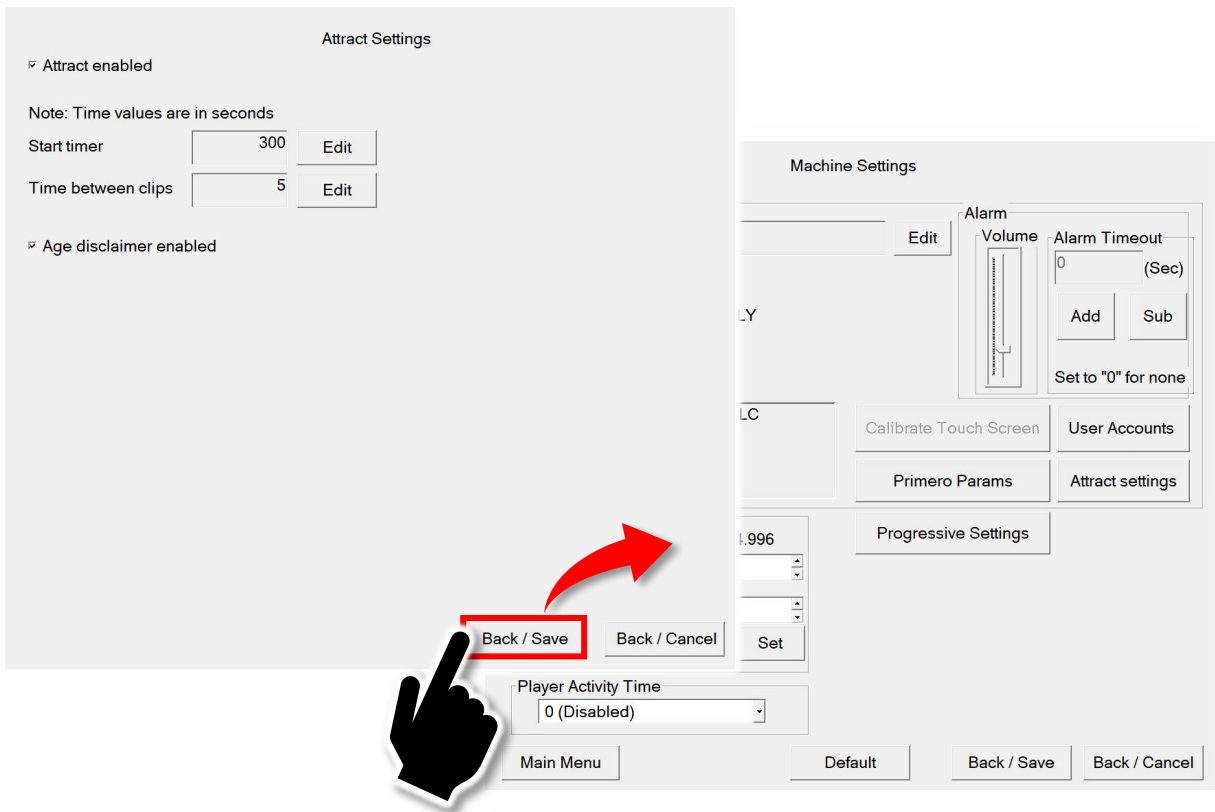 Attract Settings
Attract enabled
Note: Time values are in seconds
Start timer 300 Edit
Time between clips 5 Edit
Age disclaimer enabled
Back / Save Back / Cancel
Machine Settings
Edit
Alarm
Volume
Alarm Timeout
0 (Sec)
Add Sub
Set to "0" for none
LY
LC
Calibrate Touch Screen User Accounts
Primero Params Attract settings
Progressive Settings
.996
Set
Player Activity Time
0 (Disabled)
Main Menu Default Back / Save Back / Cancel